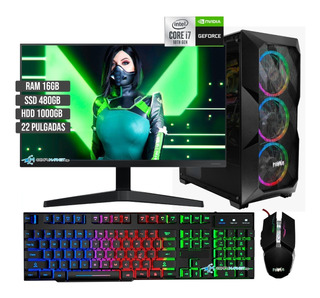 intel
CORE i7
10TH GEN
NVIDIA
GEFORCE
RAM 16GB
SSD 480GB
HDD 1000GB
22 PULGADAS